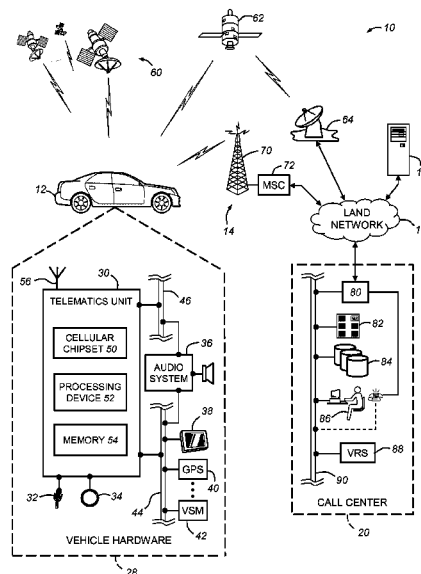 62
10
60
64
70
72
MSC
12
14
LAND
NETWORK
56
30
46
TELEMATICS UNIT
36
CELLULAR
CHIPSET 50
AUDIO
SYSTEM
PROCESSING
DEVICE 52
38
MEMORY 54
GPS
40
32
34
44
VSM
42
VEHICLE HARDWARE
28
80
82
84
86
VRS
88
90
CALL CENTER
20